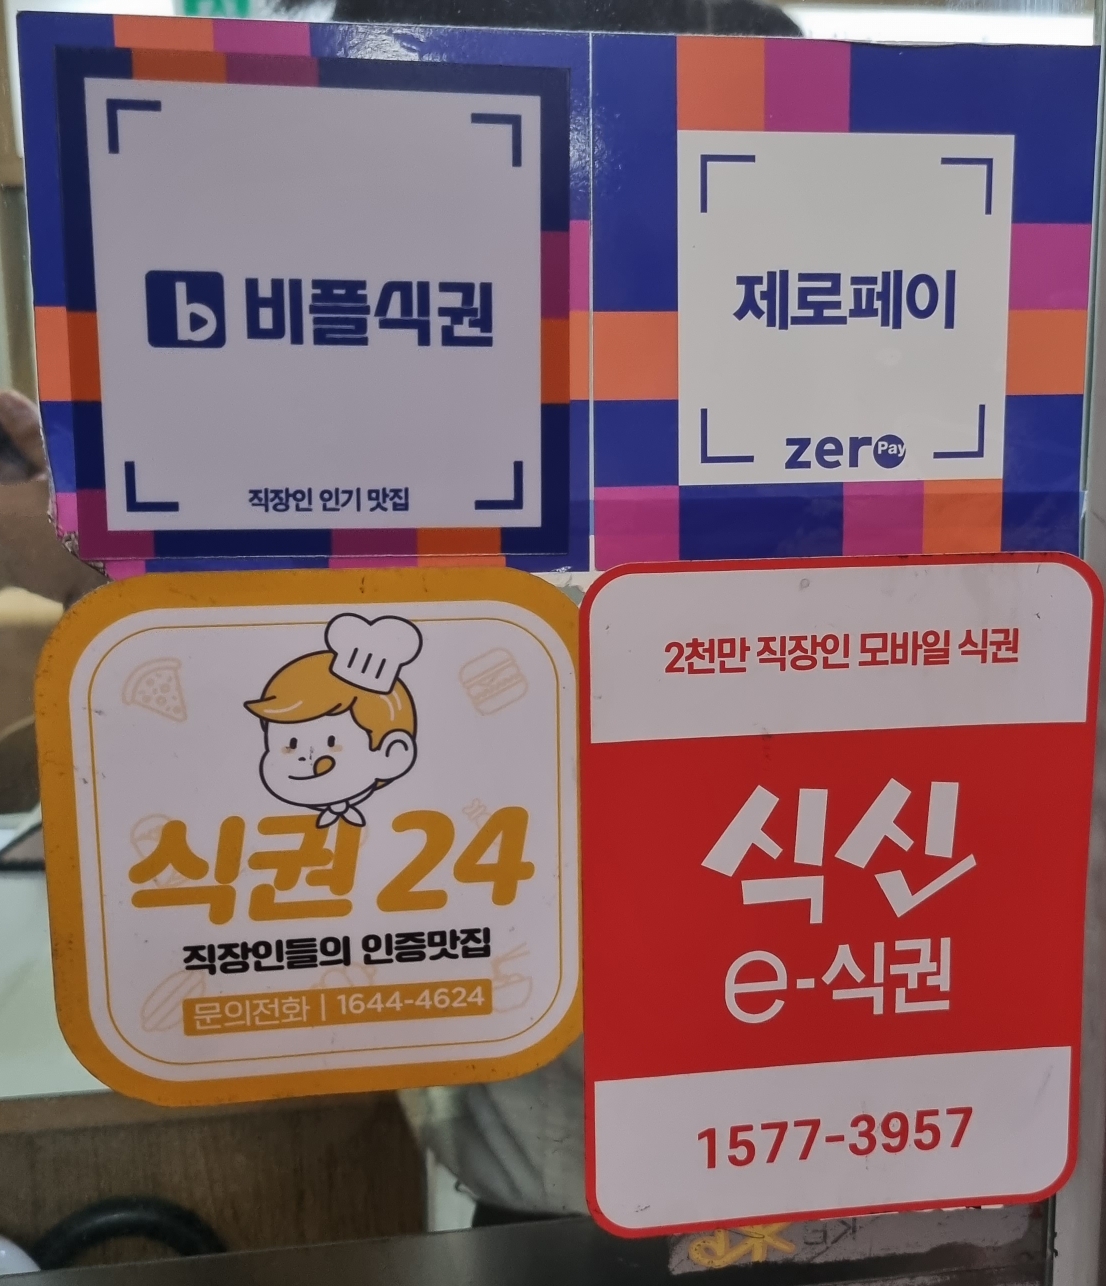 b 비플식권
직장인 인기 맛집
제로페이
zero Pay
식권 24
직장인들의 인증맛집
문의전화 | 1644-4624
2천만 직장인 모바일 식권
식신
e-식권
1577-3957